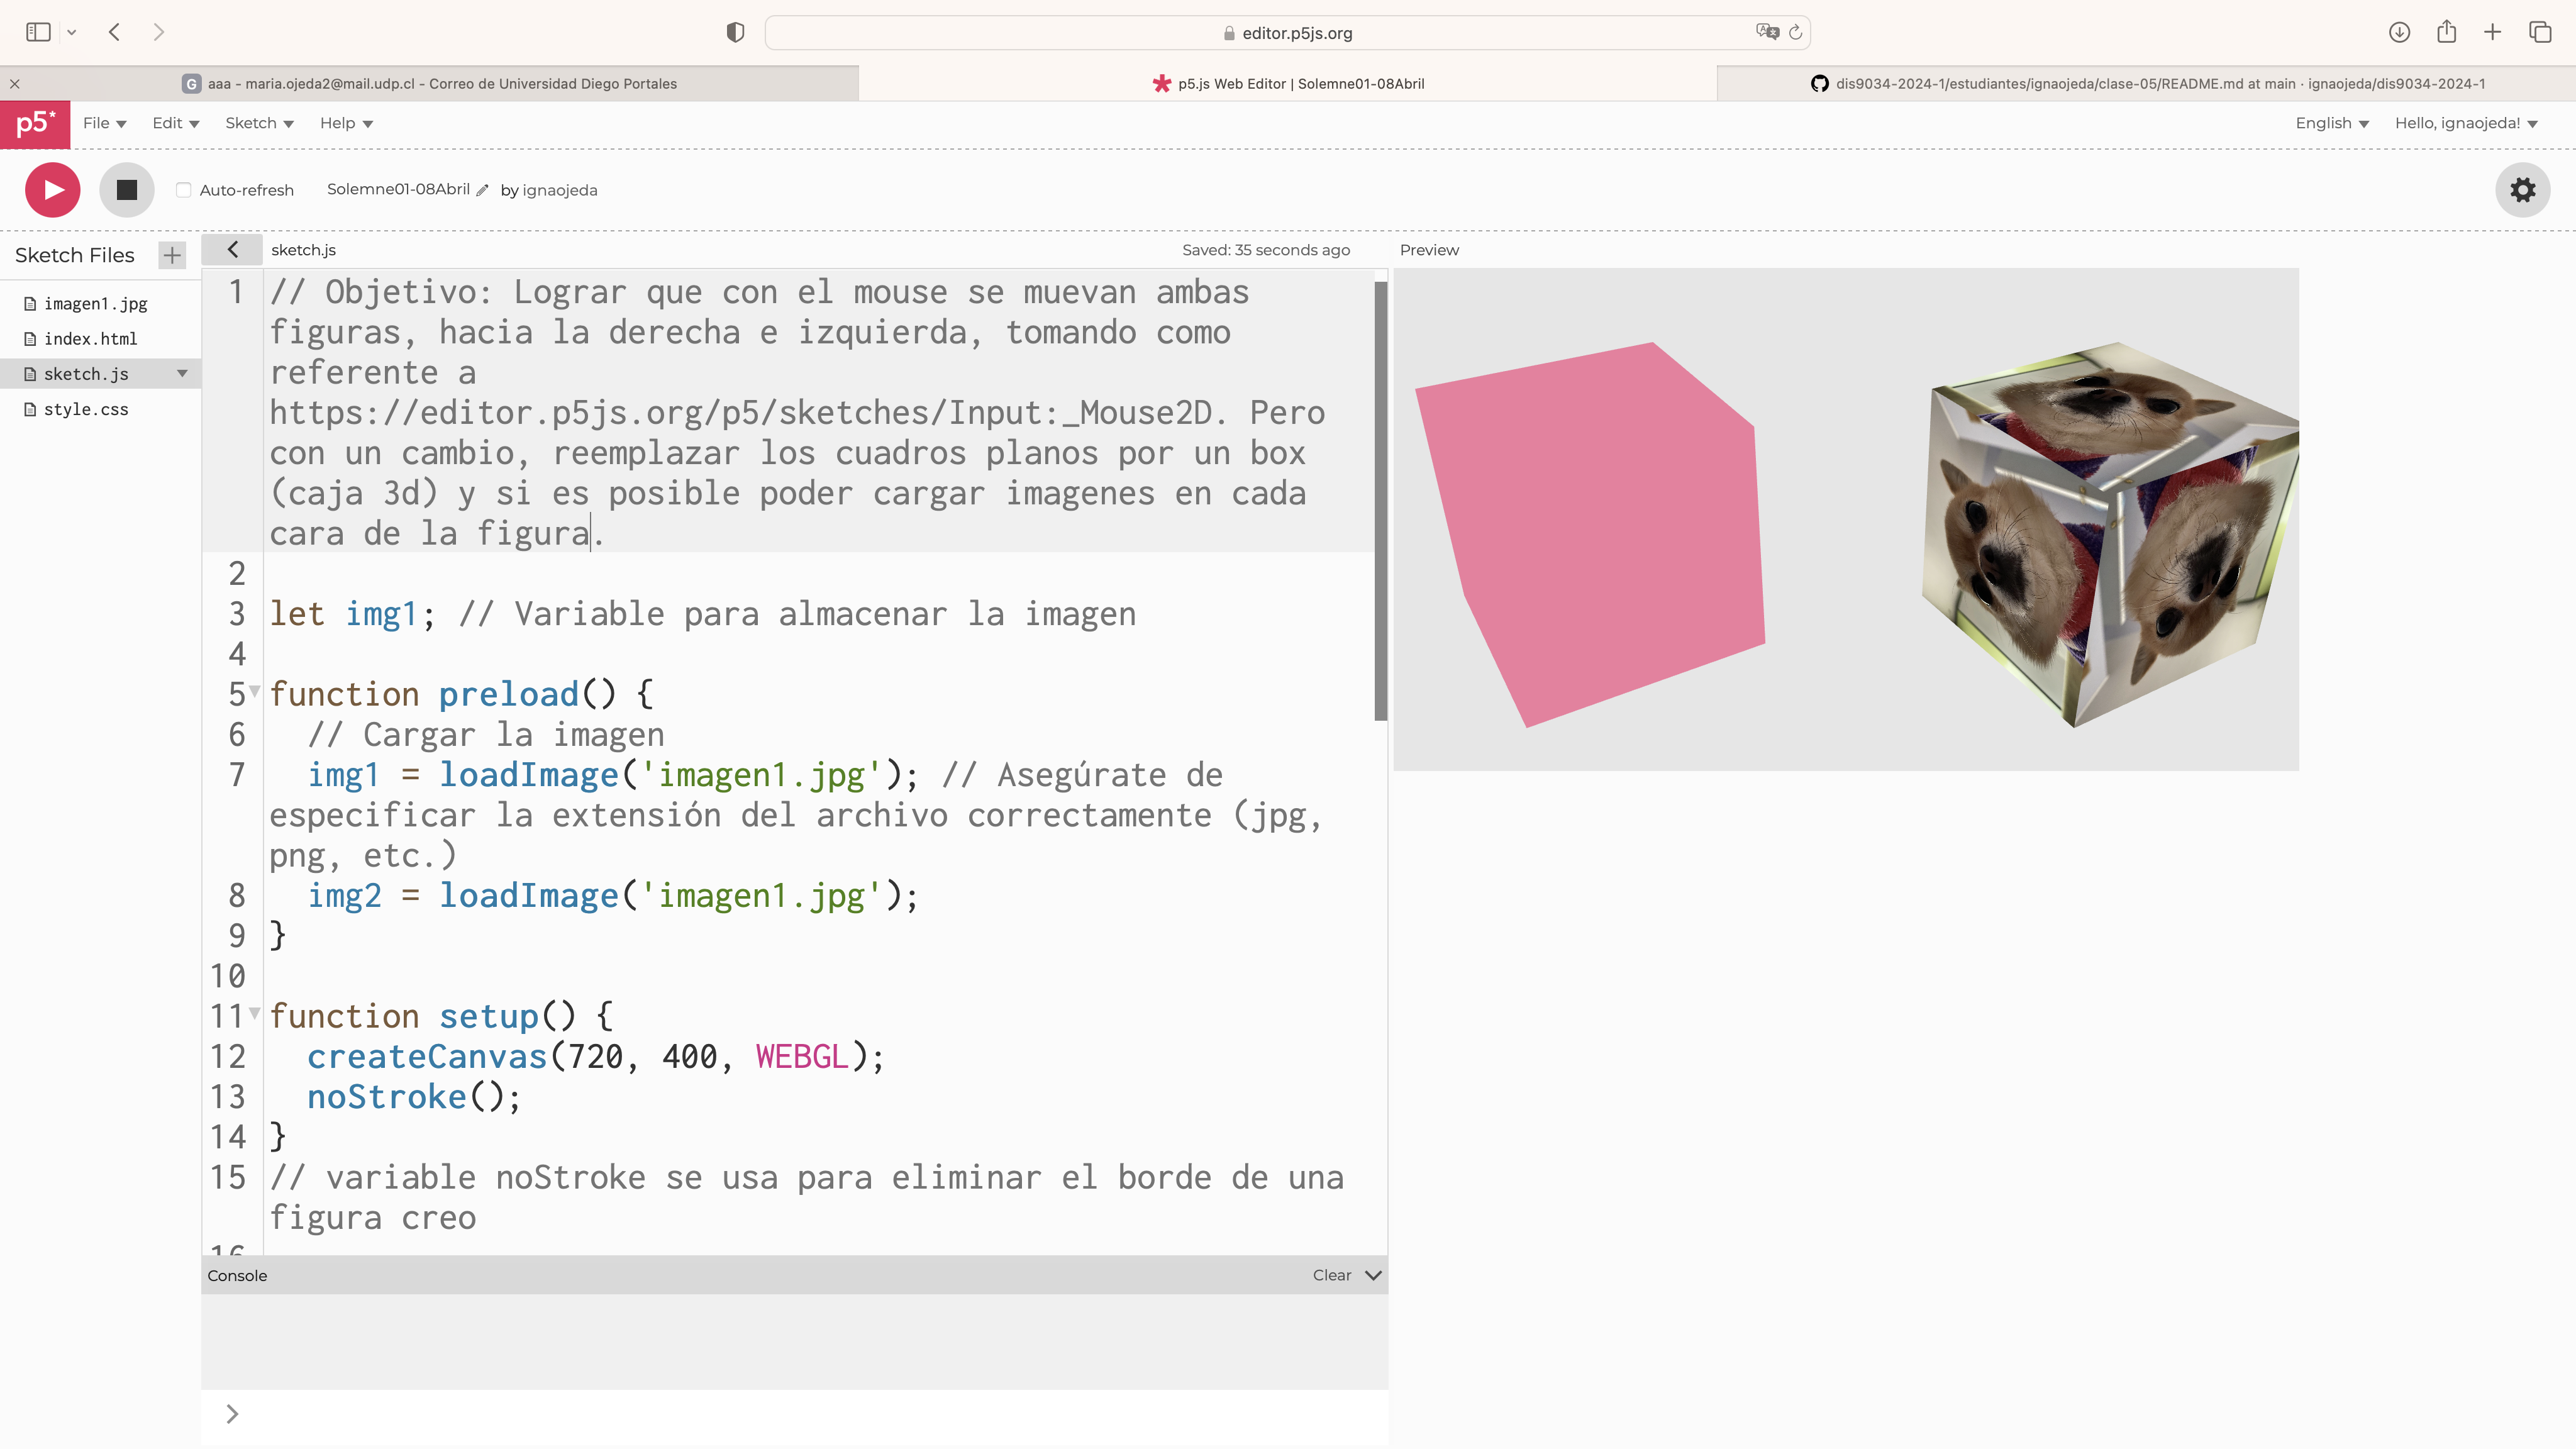 editor.p5js.org
aaa - maria.ojeda2@mail.udp.cl - Correo de Universidad Diego Portales
p5.js Web Editor | Solemne01-08Abril
dis9034-2024-1/estudiantes/ignaojeda/clase-05/README.md at main · ignaojeda/dis9034-2024-1
p5* File Edit Sketch Help English Hello, ignaojeda!
Auto-refresh Solemne01-08Abril by ignaojeda
Sketch Files +
imagen1.jpg
index.html
sketch.js
style.css
sketch.js Saved: 35 seconds ago
1 // Objetivo: Lograr que con el mouse se muevan ambas
figuras, hacia la derecha e izquierda, tomando como
referente a
https://editor.p5js.org/p5/sketches/Input:_Mouse2D. Pero
con un cambio, reemplazar los cuadros planos por un box
(caja 3d) y si es posible poder cargar imagenes en cada
cara de la figura.
2
3 let img1; // Variable para almacenar la imagen
4
5 function preload() {
6 // Cargar la imagen
7 img1 = loadImage('imagen1.jpg'); // Asegúrate de
especificar la extensión del archivo correctamente (jpg,
png, etc.)
8 img2 = loadImage('imagen1.jpg');
9 }
10
11 function setup() {
12 createCanvas(720, 400, WEBGL);
13 noStroke();
14 }
15 // variable noStroke se usa para eliminar el borde de una
figura creo
16
Console Clear
>
Preview